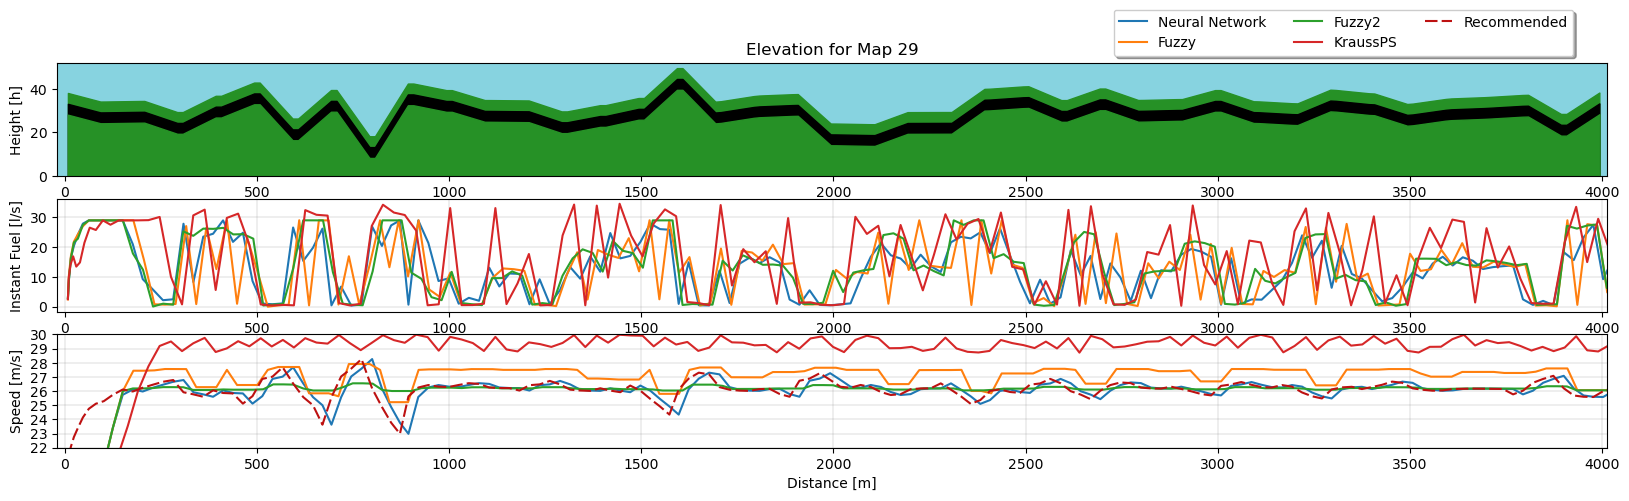 Neural Network Fuzzy2 Recommended
Fuzzy KraussPS
Elevation for Map 29
Height [h]
40
20
0
0 500 1000 1500 2000 2500 3000 3500 4000
Instant Fuel [l/s]
30
20
10
0
0 500 1000 1500 2000 2500 3000 3500 4000
Speed [m/s]
30
29
28
27
26
25
24
23
22
0 500 1000 1500 2000 2500 3000 3500 4000
Distance [m]